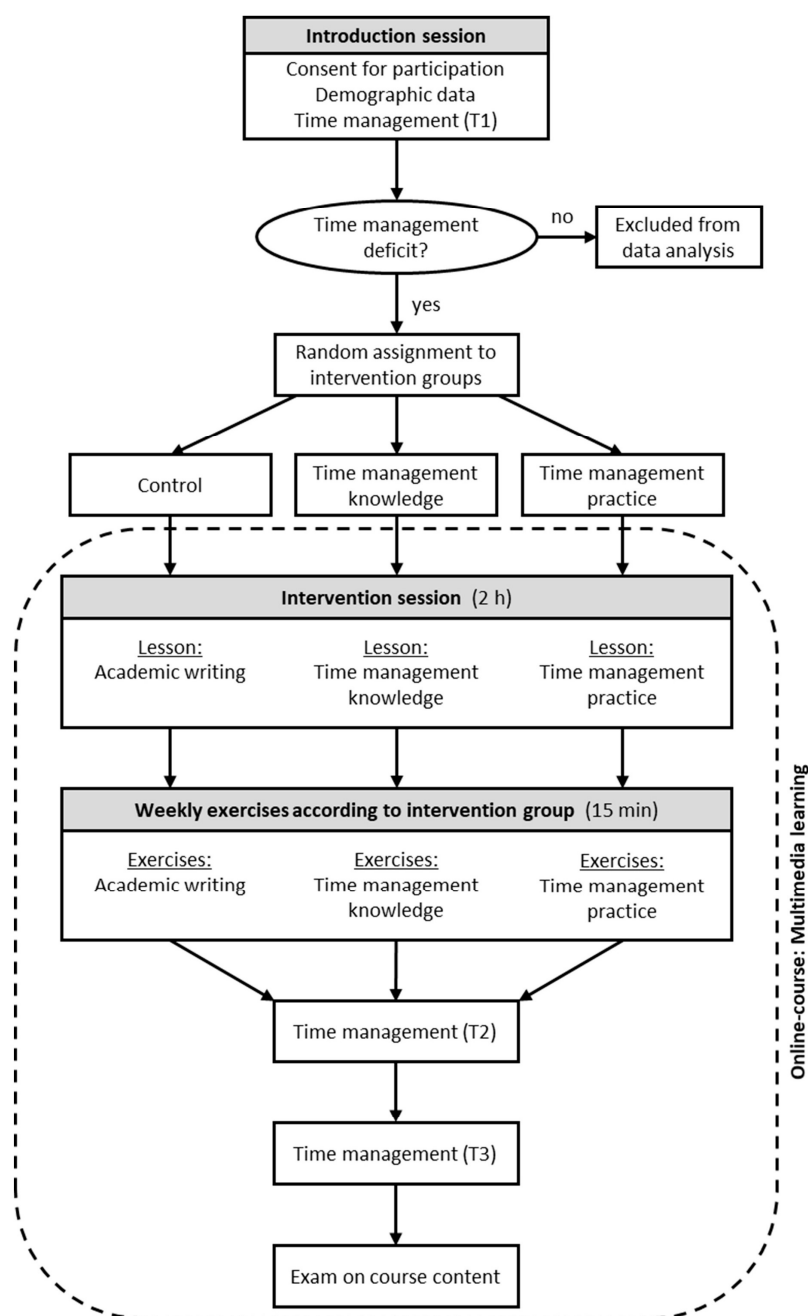 Introduction session
Consent for participation
Demographic data
Time management (T1)
Time management
deficit?
no
Excluded from
data analysis
yes
Random assignment to
intervention groups
Control
Time management
knowledge
Time management
practice
Intervention session (2 h)
Lesson:
Academic writing
Lesson:
Time management
knowledge
Lesson:
Time management
practice
Weekly exercises according to intervention group (15 min)
Exercises:
Academic writing
Exercises:
Time management
knowledge
Exercises:
Time management
practice
Time management (T2)
Time management (T3)
Exam on course content
Online-course: Multimedia learning